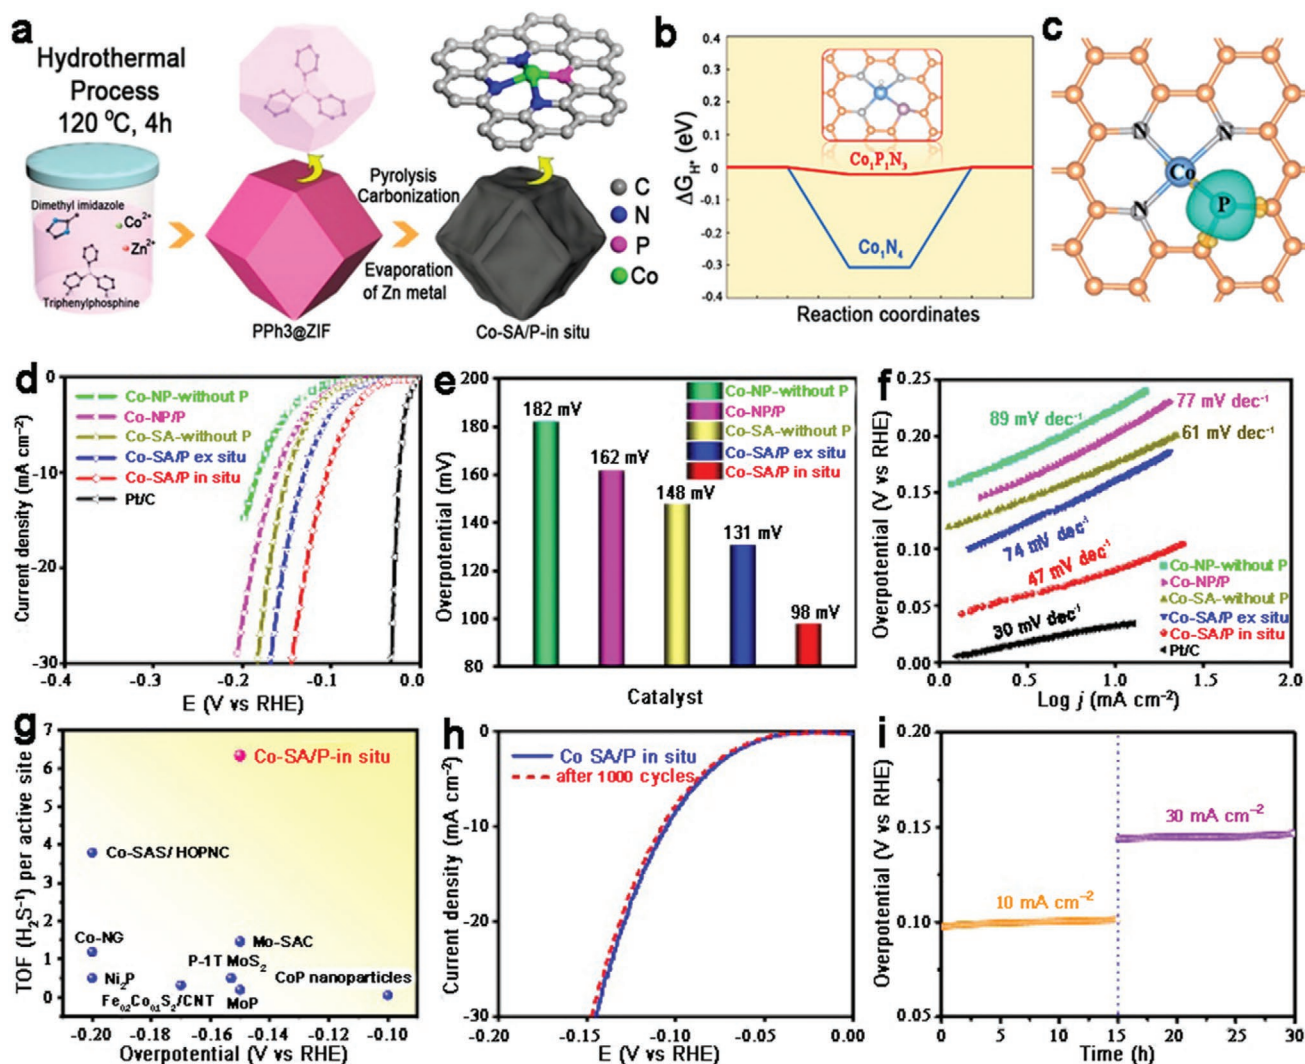 a
Hydrothermal
Process
120 °C, 4h
Dimethyl imidazole
Co²⁺
Zn²⁺
Triphenylphosphine
PPh3@ZIF
Pyrolysis
Carbonization
Evaporation
of Zn metal
Co-SA/P-in situ
C
N
P
Co
b
ΔG_H* (eV)
0.4
0.3
0.2
0.1
0
-0.1
-0.2
-0.3
-0.4
Co₁P₁N₃
Co₁N₄
Reaction coordinates
c
N
N
Co
N
P
d
Current density (mA cm⁻²)
0
-10
-20
-30
Co-NP-without P
Co-NP/P
Co-SA-without P
Co-SA/P ex situ
Co-SA/P in situ
Pt/C
-0.4
-0.3
-0.2
-0.1
0.0
E (V vs RHE)
e
Overpotential (mV)
200
180
160
140
120
100
80
182 mV
162 mV
148 mV
131 mV
98 mV
Co-NP-without P
Co-NP/P
Co-SA-without P
Co-SA/P ex situ
Co-SA/P in situ
Catalyst
f
Overpotential (V vs RHE)
0.25
0.20
0.15
0.10
0.05
0.00
89 mV dec⁻¹
77 mV dec⁻¹
61 mV dec⁻¹
74 mV dec⁻¹
47 mV dec⁻¹
30 mV dec⁻¹
Co-NP-without P
Co-NP/P
Co-SA-without P
Co-SA/P ex situ
Co-SA/P in situ
Pt/C
0.0
0.5
1.0
1.5
2.0
Log j (mA cm⁻²)
g
TOF (H₂S⁻¹) per active site
7
6
5
4
3
2
1
0
Co-SA/P-in situ
Co-SAS/ HOPNC
Co-NG
Mo-SAC
P-1T MoS₂
Ni₂P
CoP nanoparticles
Fe₀.₂Co₀.₁S₂/CNT
MoP
-0.20
-0.18
-0.16
-0.14
-0.12
-0.10
Overpotential (V vs RHE)
h
Current density (mA cm⁻²)
0
-10
-20
-30
Co SA/P in situ
after 1000 cycles
-0.20
-0.15
-0.10
-0.05
0.00
E (V vs RHE)
i
Overpotential (V vs RHE)
0.20
0.15
0.10
0.05
30 mA cm⁻²
10 mA cm⁻²
0
5
10
15
20
25
30
Time (h)